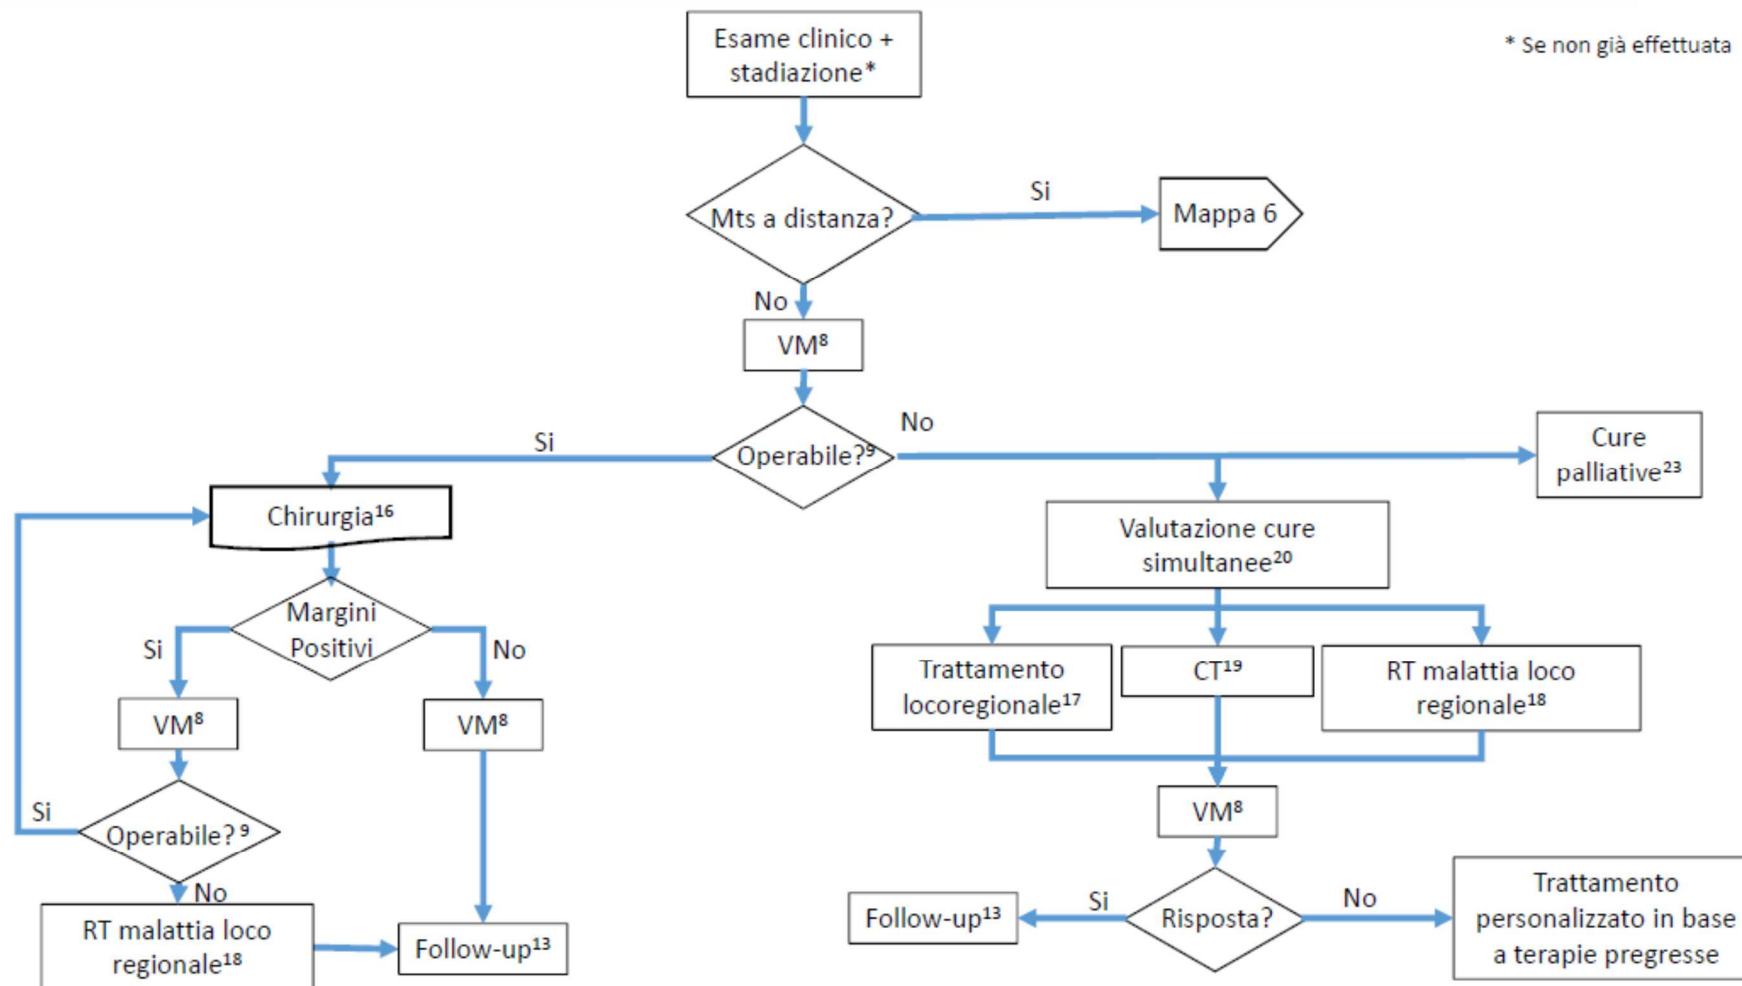 Esame clinico +
stadiazione*
* Se non già effettuata
Mts a distanza?
Si
Mappa 6
No
VM⁸
Operabile?⁹
Si
No
Cure
palliative²³
Chirurgia¹⁶
Valutazione cure
simultanee²⁰
Margini
Positivi
Si
No
VM⁸
VM⁸
Trattamento
locoregionale¹⁷
CT¹⁹
RT malattia loco
regionale¹⁸
Operabile? ⁹
Si
No
RT malattia loco
regionale¹⁸
Follow-up¹³
VM⁸
Risposta?
Si
No
Follow-up¹³
Trattamento
personalizzato in base
a terapie pregresse